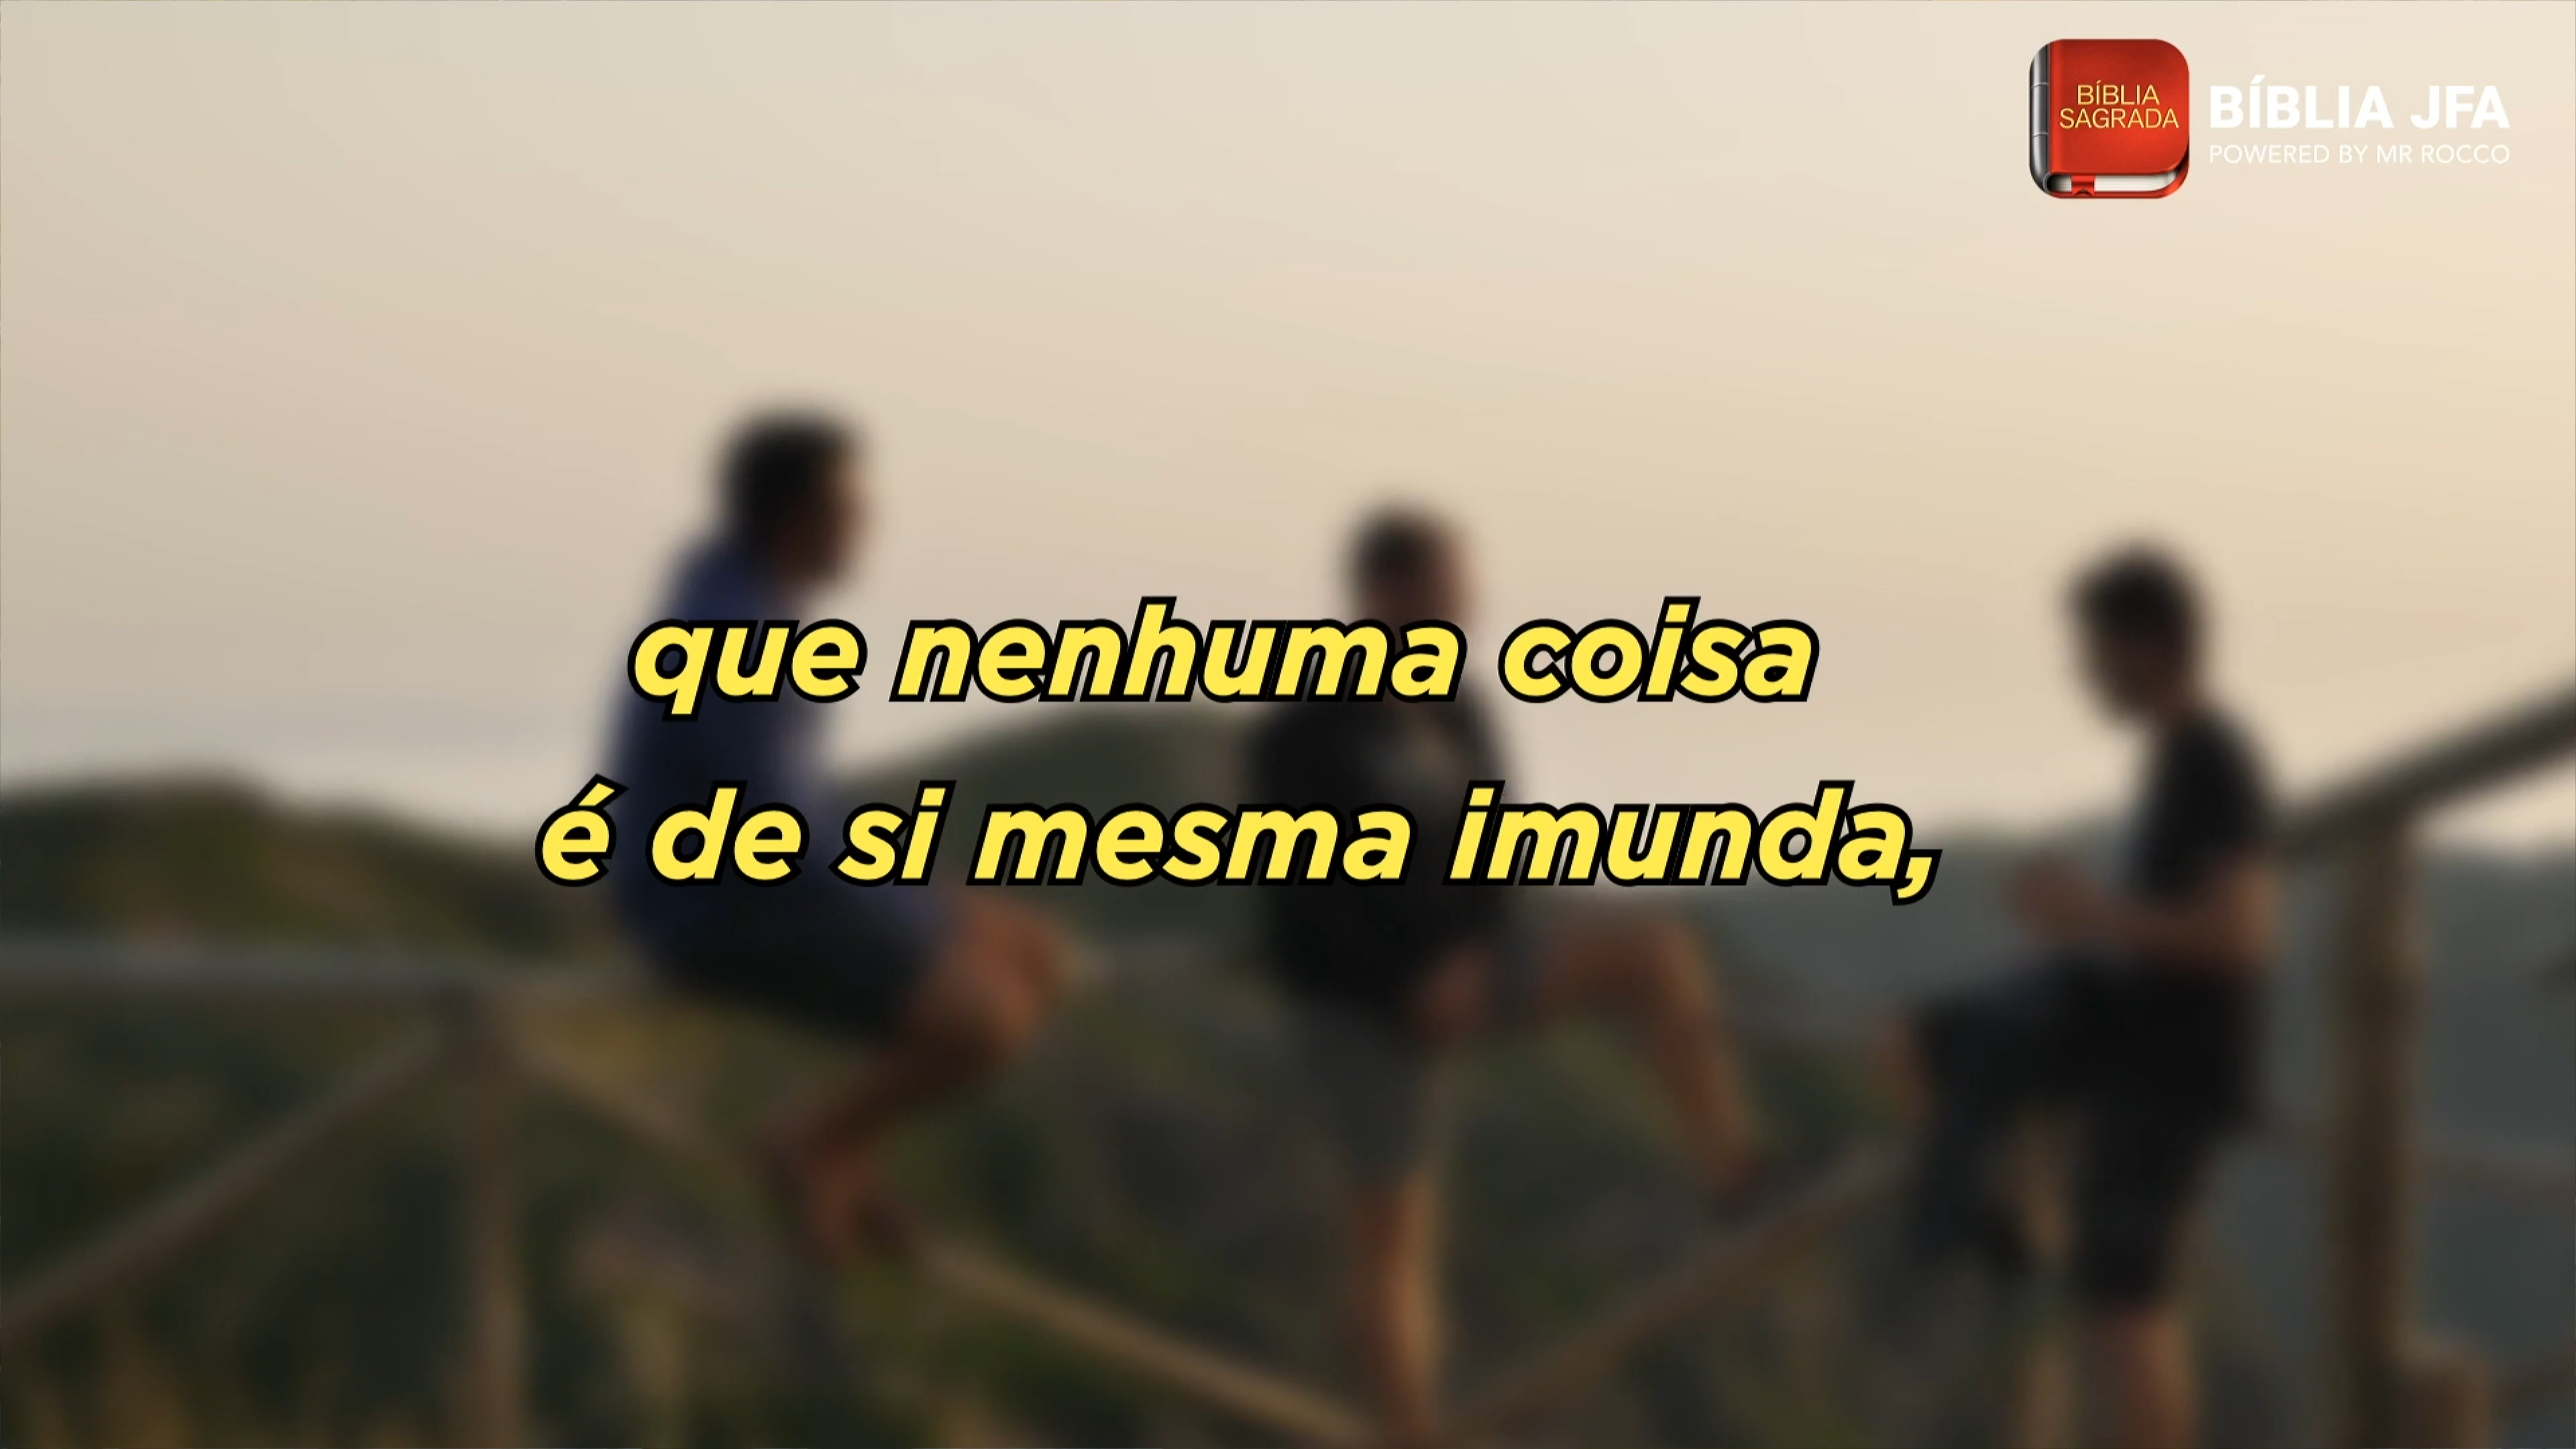 BÍBLIA
SAGRADA
BÍBLIA JFA
POWERED BY MR ROCCO
que nenhuma coisa
é de si mesma imunda,